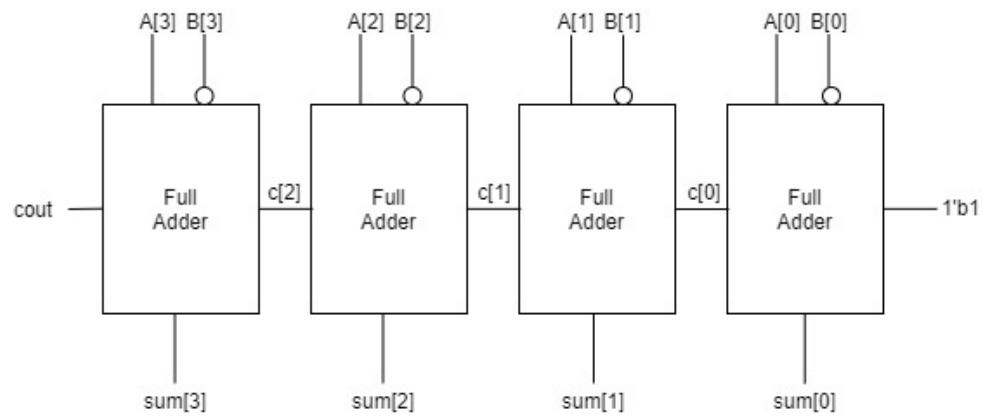 A[3] B[3] A[2] B[2] A[1] B[1] A[0] B[0]
cout Full Adder c[2] Full Adder c[1] Full Adder c[0] Full Adder 1'b1
sum[3] sum[2] sum[1] sum[0]